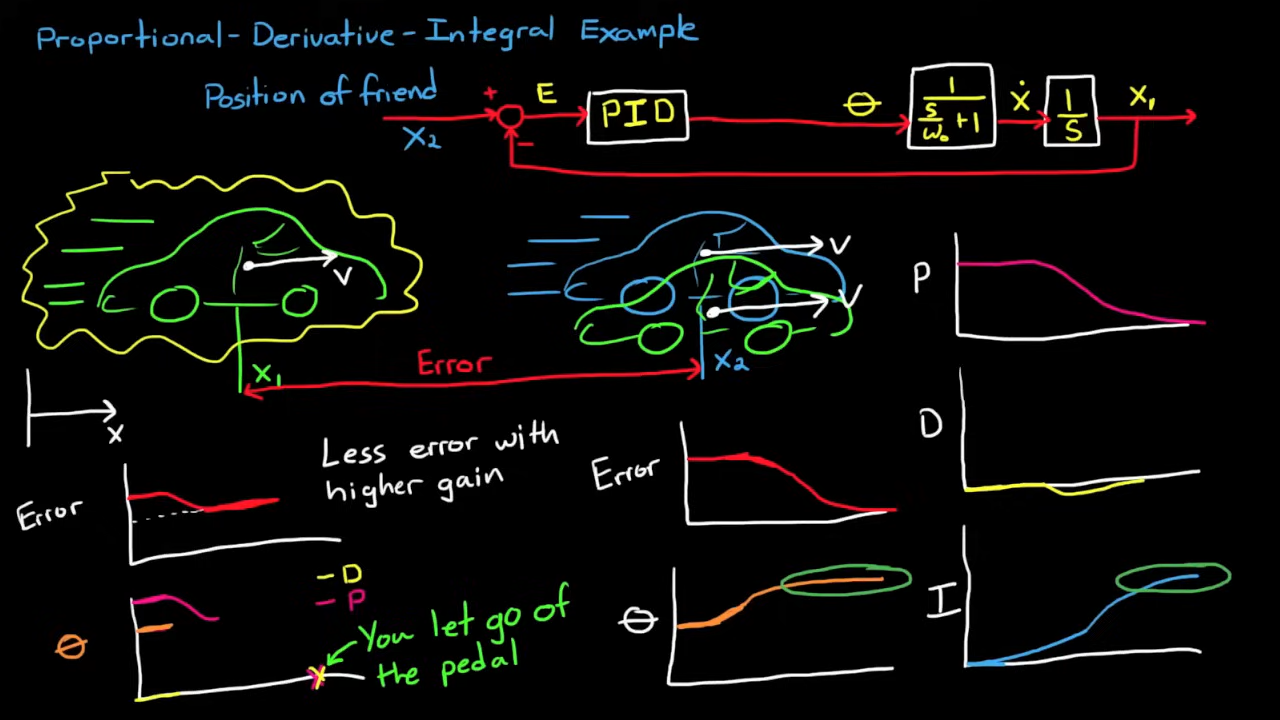 Proportional-Derivative-Integral Example
Position of friend
X₂
+
−
E
PID
Θ
1
s/ω₀ + 1
Ẋ
1/S
X₁
V
V
V
X₁
Error
X₂
X
P
D
I
Less error with
higher gain
Error
Error
− D
− P
Θ
Θ
You let go of
the pedal